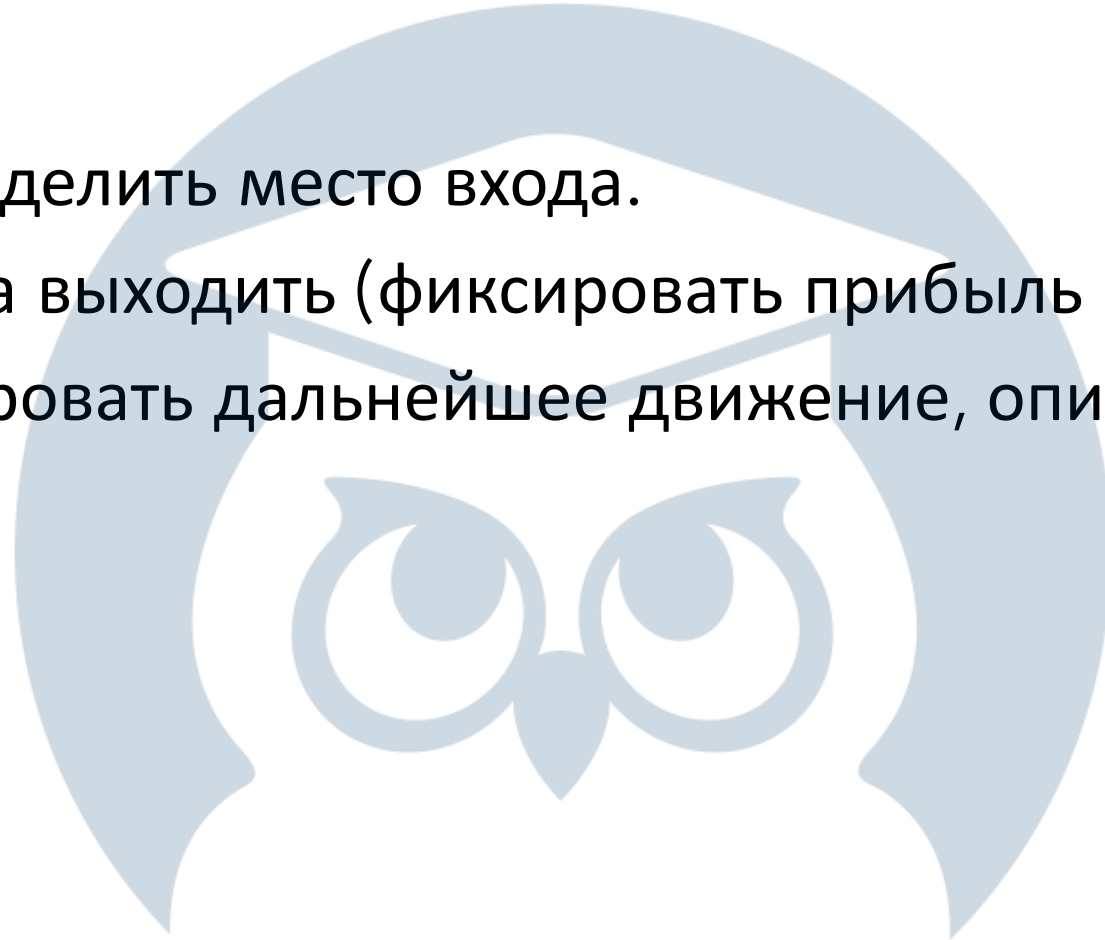 делить место входа.
а выходить (фиксировать прибыль
ровать дальнейшее движение, опи